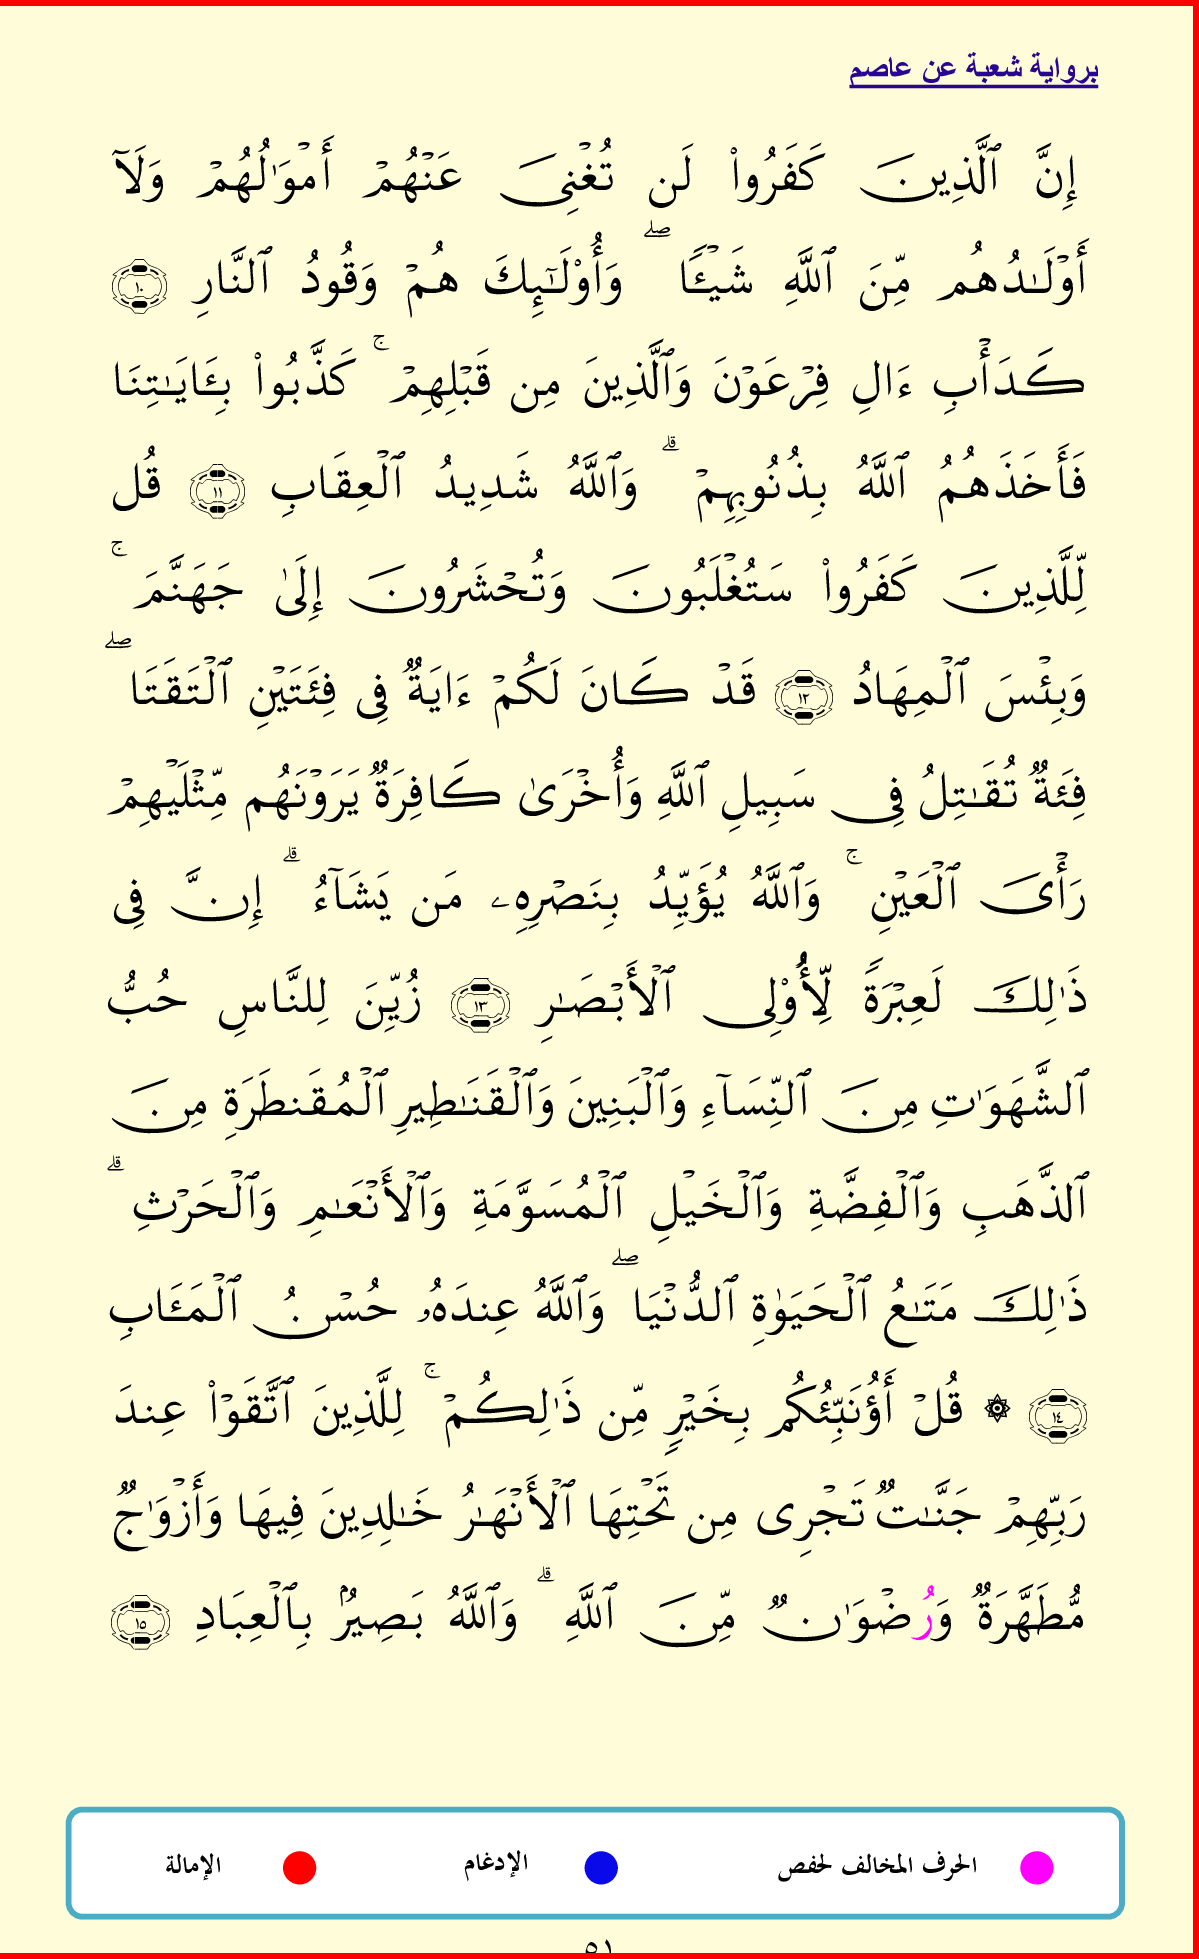 برواية شعبة عن عاصم
إِنَّ ٱلَّذِينَ كَفَرُوا۟ لَن تُغْنِىَ عَنْهُمْ أَمْوَٰلُهُمْ وَلَآ
أَوْلَـٰدُهُم مِّنَ ٱللَّهِ شَيْـًٔا ۖ وَأُو۟لَـٰٓئِكَ هُمْ وَقُودُ ٱلنَّارِ ١٠
كَدَأْبِ ءَالِ فِرْعَوْنَ وَٱلَّذِينَ مِن قَبْلِهِمْ ۚ كَذَّبُوا۟ بِـَٔايَـٰتِنَا
فَأَخَذَهُمُ ٱللَّهُ بِذُنُوبِهِمْ ۗ وَٱللَّهُ شَدِيدُ ٱلْعِقَابِ ١١ قُل
لِّلَّذِينَ كَفَرُوا۟ سَتُغْلَبُونَ وَتُحْشَرُونَ إِلَىٰ جَهَنَّمَ ۚ
وَبِئْسَ ٱلْمِهَادُ ١٢ قَدْ كَانَ لَكُمْ ءَايَةٌ فِى فِئَتَيْنِ ٱلْتَقَتَا ۖ
فِئَةٌ تُقَـٰتِلُ فِى سَبِيلِ ٱللَّهِ وَأُخْرَىٰ كَافِرَةٌ يَرَوْنَهُم مِّثْلَيْهِمْ
رَأْىَ ٱلْعَيْنِ ۚ وَٱللَّهُ يُؤَيِّدُ بِنَصْرِهِۦ مَن يَشَآءُ ۗ إِنَّ فِى
ذَٰلِكَ لَعِبْرَةً لِّأُو۟لِى ٱلْأَبْصَـٰرِ ١٣ زُيِّنَ لِلنَّاسِ حُبُّ
ٱلشَّهَوَٰتِ مِنَ ٱلنِّسَآءِ وَٱلْبَنِينَ وَٱلْقَنَـٰطِيرِ ٱلْمُقَنطَرَةِ مِنَ
ٱلذَّهَبِ وَٱلْفِضَّةِ وَٱلْخَيْلِ ٱلْمُسَوَّمَةِ وَٱلْأَنْعَـٰمِ وَٱلْحَرْثِ ۗ
ذَٰلِكَ مَتَـٰعُ ٱلْحَيَوٰةِ ٱلدُّنْيَا ۖ وَٱللَّهُ عِندَهُۥ حُسْنُ ٱلْمَـَٔابِ
١٤ ۞ قُلْ أَؤُنَبِّئُكُم بِخَيْرٍ مِّن ذَٰلِكُمْ ۚ لِلَّذِينَ ٱتَّقَوْا۟ عِندَ
رَبِّهِمْ جَنَّـٰتٌ تَجْرِى مِن تَحْتِهَا ٱلْأَنْهَـٰرُ خَـٰلِدِينَ فِيهَا وَأَزْوَٰجٌ
مُّطَهَّرَةٌ وَرُضْوَٰنٌ مِّنَ ٱللَّهِ ۗ وَٱللَّهُ بَصِيرٌۢ بِٱلْعِبَادِ ١٥
الحرف المخالف لحفص الإدغام الإمالة
٥١